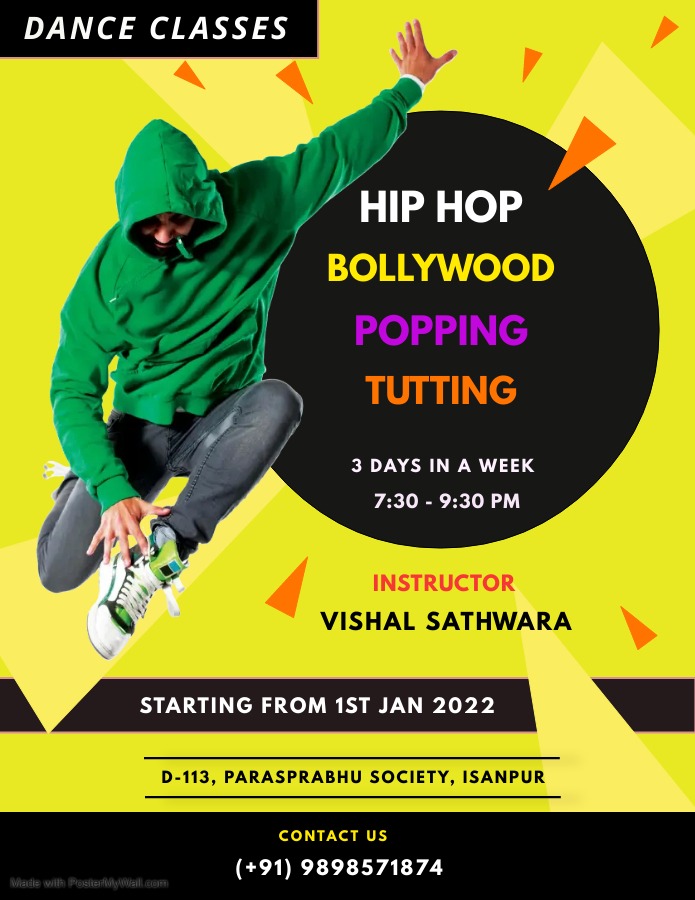 DANCE CLASSES
HIP HOP
BOLLYWOOD
POPPING
TUTTING
3 DAYS IN A WEEK
7:30 - 9:30 PM
INSTRUCTOR
VISHAL SATHWARA
STARTING FROM 1ST JAN 2022
D-113, PARASPRABHU SOCIETY, ISANPUR
CONTACT US
(+91) 9898571874
Made with PosterMyWall.com